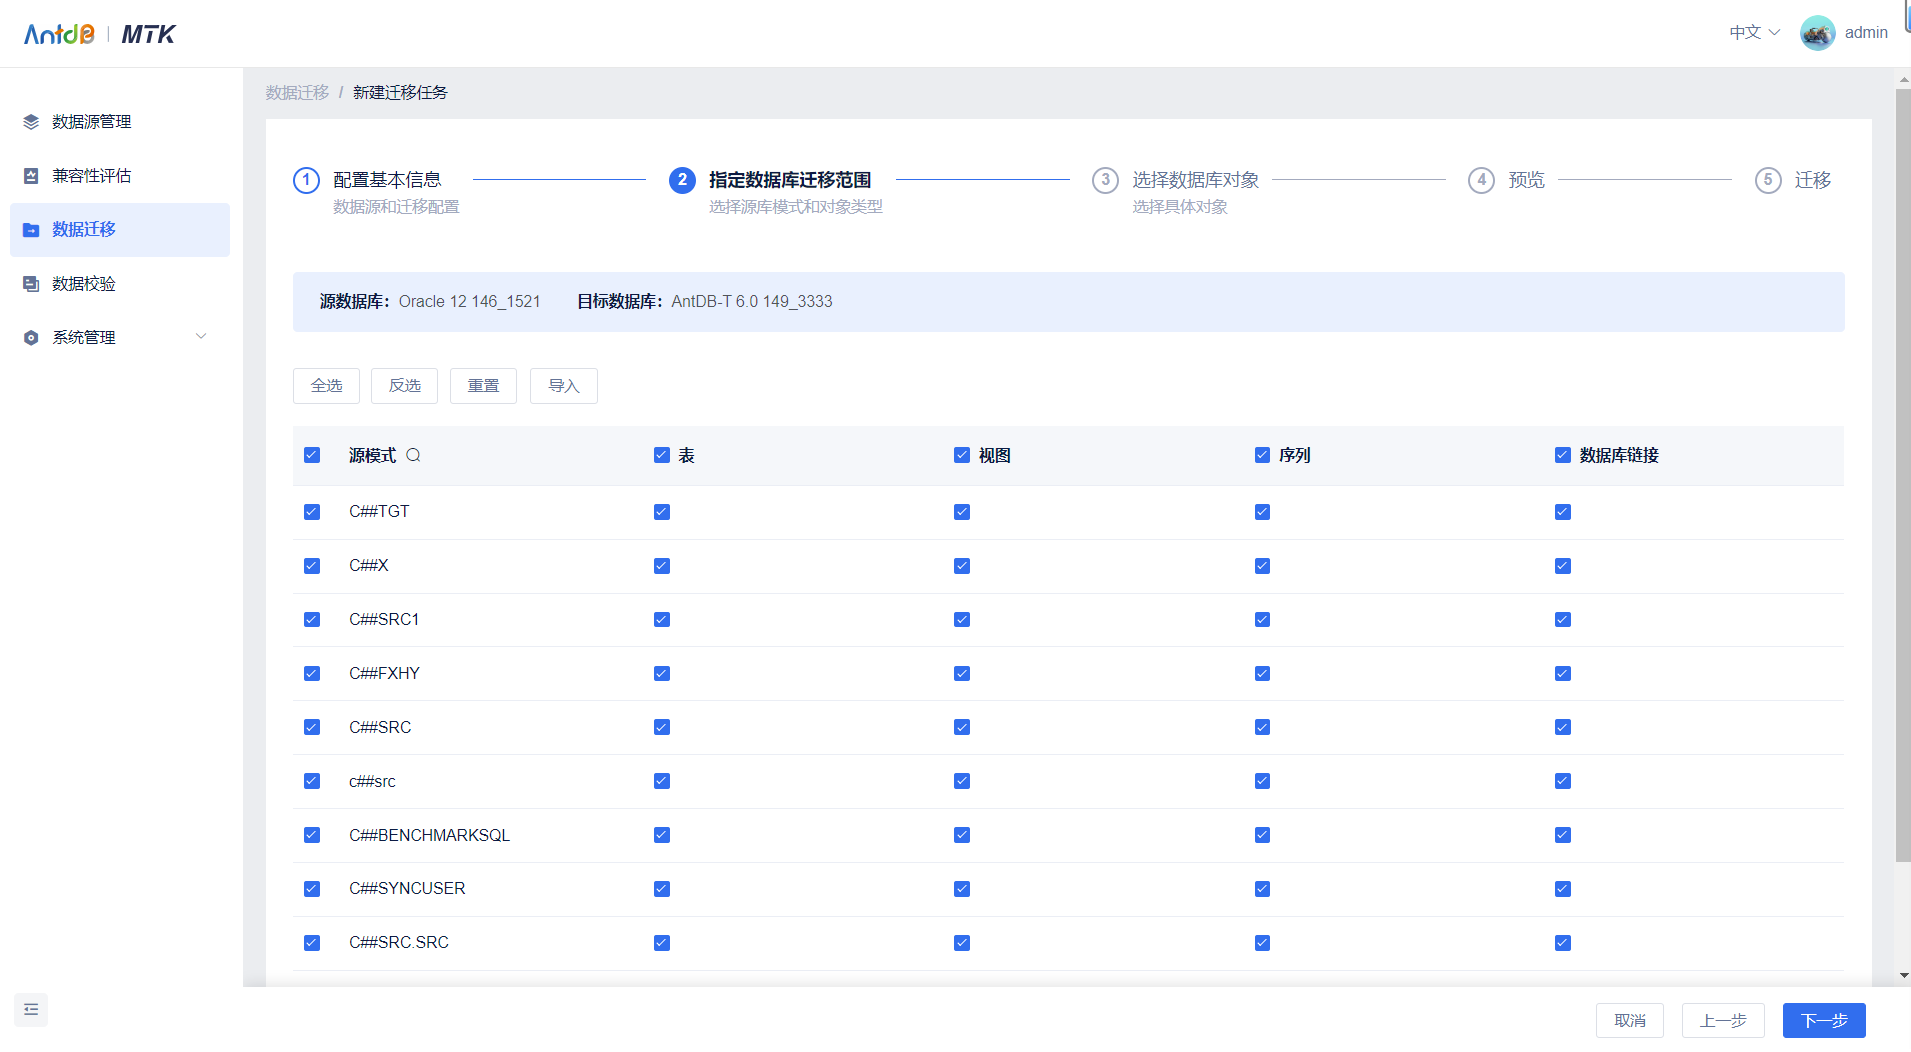 AntDB | MTK
中文
admin
数据源管理
兼容性评估
数据迁移
数据校验
系统管理
数据迁移 / 新建迁移任务
1 配置基本信息
数据源和迁移配置
2 指定数据库迁移范围
选择源库模式和对象类型
3 选择数据库对象
选择具体对象
4 预览
5 迁移
源数据库： Oracle 12 146_1521 目标数据库： AntDB-T 6.0 149_3333
全选 反选 重置 导入
源模式 表 视图 序列 数据库链接
C##TGT
C##X
C##SRC1
C##FXHY
C##SRC
c##src
C##BENCHMARKSQL
C##SYNCUSER
C##SRC.SRC
取消 上一步 下一步